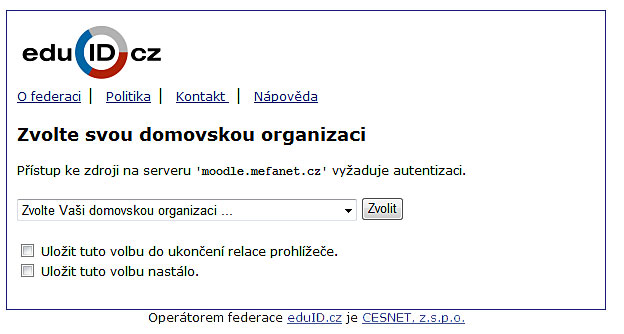 eduID.cz
O federaci | Politika | Kontakt | Nápověda
Zvolte svou domovskou organizaci
Přístup ke zdroji na serveru 'moodle.mefanet.cz' vyžaduje autentizaci.
Zvolte Vaši domovskou organizaci ... Zvolit
Uložit tuto volbu do ukončení relace prohlížeče.
Uložit tuto volbu nastálo.
Operátorem federace eduID.cz je CESNET, z.s.p.o.